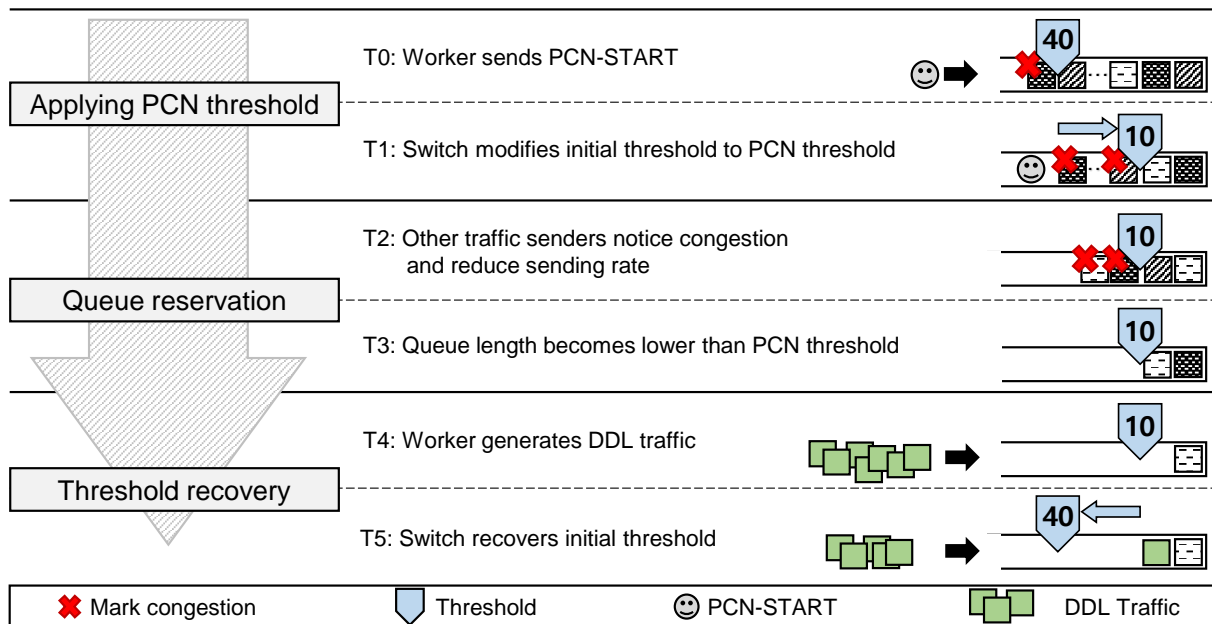 T0: Worker sends PCN-START
40
Applying PCN threshold
T1: Switch modifies initial threshold to PCN threshold
10
T2: Other traffic senders notice congestion
and reduce sending rate
10
Queue reservation
T3: Queue length becomes lower than PCN threshold
10
T4: Worker generates DDL traffic
10
Threshold recovery
T5: Switch recovers initial threshold
40
Mark congestion
Threshold
PCN-START
DDL Traffic